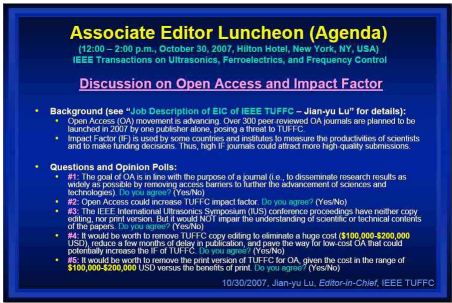 Associate Editor Luncheon (Agenda)
(12:00 – 2:00 p.m., October 30, 2007, Hilton Hotel, New York, NY, USA)
IEEE Transactions on Ultrasonics, Ferroelectrics, and Frequency Control
Discussion on Open Access and Impact Factor
• Background (see "Job Description of EIC of IEEE TUFFC – Jian-yu Lu" for details):
• Open Access (OA) movement is advancing. Over 300 peer-reviewed OA journals are planned to be
launched in 2007 by one publisher alone, posing a threat to TUFFC.
• Impact Factor (IF) is used by some countries and institutes to measure the productivities of scientists
and to make funding decisions. Thus, high IF journals could attract more high-quality submissions.
• Questions and Opinion Polls:
• #1: The goal of OA is in line with the purpose of a journal (i.e., to disseminate research results as
widely as possible by removing access barriers to further the advancement of sciences and
technologies). Do you agree? (Yes/No)
• #2: Open Access could increase TUFFC impact factor. Do you agree? (Yes/No)
• #3: The IEEE International Ultrasonics Symposium (IUS) conference proceedings have neither copy
editing, nor print version. But it would NOT impair the understanding of scientific or technical contents
of the papers. Do you agree? (Yes/No)
• #4: It would be worth to remove TUFFC copy editing to eliminate a huge cost ($100,000-$200,000
USD), reduce a few months of delay in publication, and pave the way for low-cost OA that could
potentially increase the IF of TUFFC. Do you agree? (Yes/No)
• #5: It would be worth to remove the print version of TUFFC for OA, given the cost in the range of
$100,000-$200,000 USD versus the benefits of print. Do you agree? (Yes/No)
10/30/2007, Jian-yu Lu, Editor-in-Chief, IEEE TUFFC